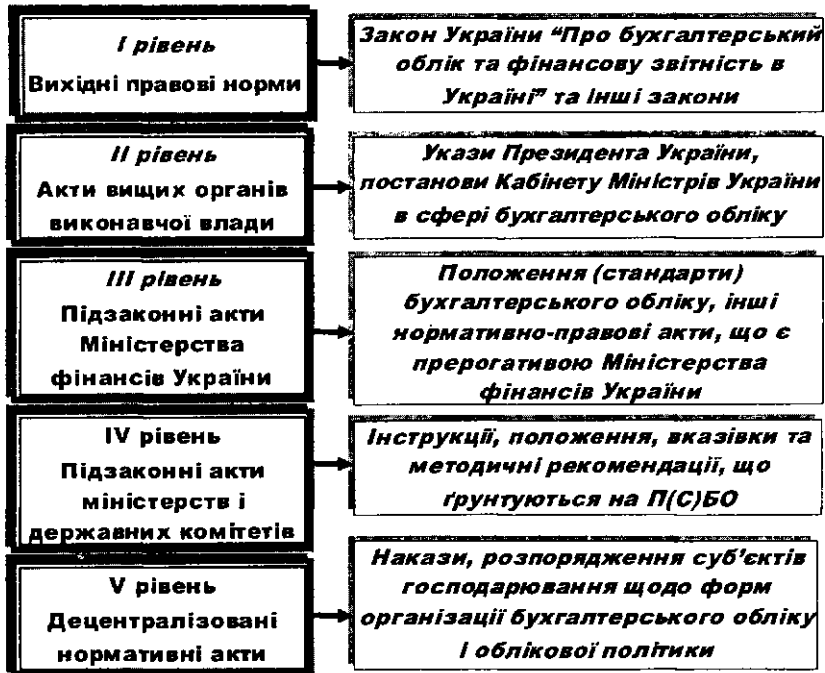 I рівень
Вихідні правові норми
Закон України “Про бухгалтерський
облік та фінансову звітність в
Україні” та інші закони
II рівень
Акти вищих органів
виконавчої влади
Укази Президента України,
постанови Кабінету Міністрів України
в сфері бухгалтерського обліку
III рівень
Підзаконні акти
Міністерства
фінансів України
Положення (стандарти)
бухгалтерського обліку, інші
нормативно-правові акти, що є
прерогативою Міністерства
фінансів України
IV рівень
Підзаконні акти
міністерств і
державних комітетів
Інструкції, положення, вказівки та
методичні рекомендації, що
ґрунтуються на П(С)БО
V рівень
Децентралізовані
нормативні акти
Накази, розпорядження суб’єктів
господарювання щодо форм
організації бухгалтерського обліку
і облікової політики